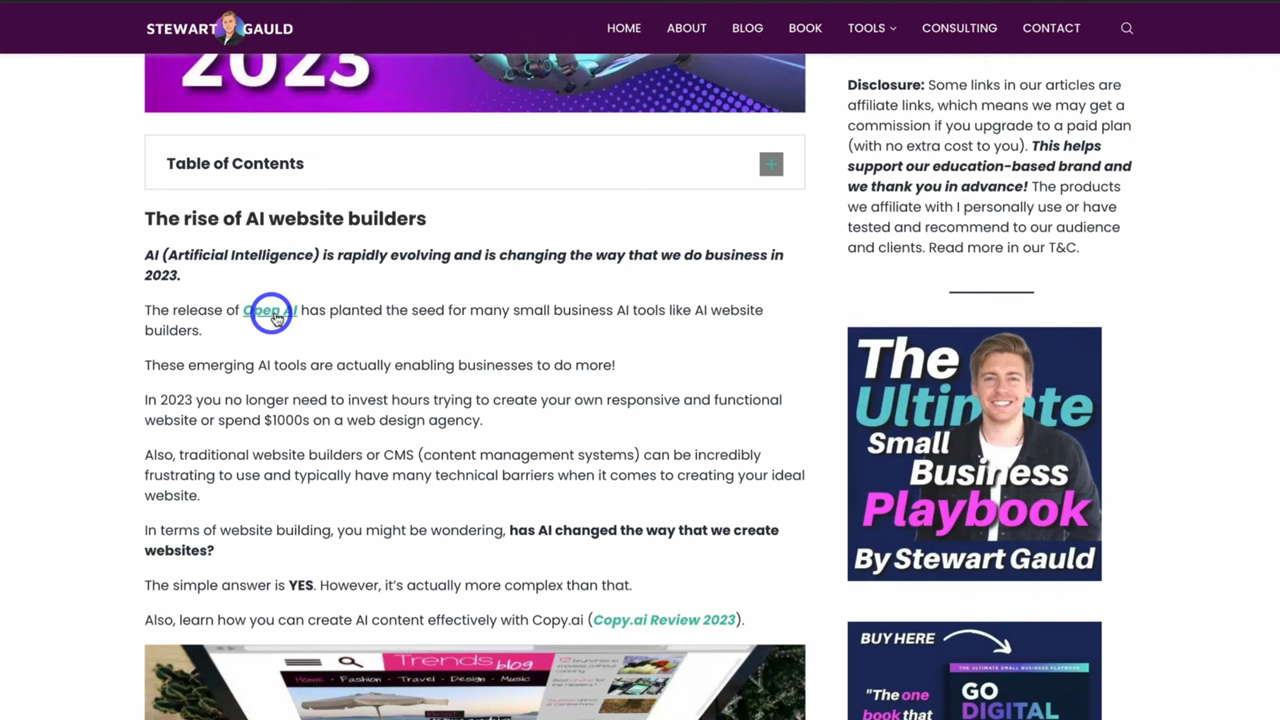 STEWART GAULD
HOME ABOUT BLOG BOOK TOOLS CONSULTING CONTACT
2023
Table of Contents
The rise of AI website builders
AI (Artificial Intelligence) is rapidly evolving and is changing the way that we do business in
2023.
The release of Open AI has planted the seed for many small business AI tools like AI website
builders.
These emerging AI tools are actually enabling businesses to do more!
In 2023 you no longer need to invest hours trying to create your own responsive and functional
website or spend $1000s on a web design agency.
Also, traditional website builders or CMS (content management systems) can be incredibly
frustrating to use and typically have many technical barriers when it comes to creating your ideal
website.
In terms of website building, you might be wondering, has AI changed the way that we create
websites?
The simple answer is YES. However, it's actually more complex than that.
Also, learn how you can create AI content effectively with Copy.ai (Copy.ai Review 2023).
Trends blog
Home · Fashion · Travel · Design · Music
Disclosure: Some links in our articles are
affiliate links, which means we may get a
commission if you upgrade to a paid plan
(with no extra cost to you). This helps
support our education-based brand and
we thank you in advance! The products
we affiliate with I personally use or have
tested and recommend to our audience
and clients. Read more in our T&C.
The
Ultimate
Small
Business
Playbook
By Stewart Gauld
BUY HERE
THE ULTIMATE SMALL BUSINESS PLAYBOOK
"The one
book that
GO
DIGITAL